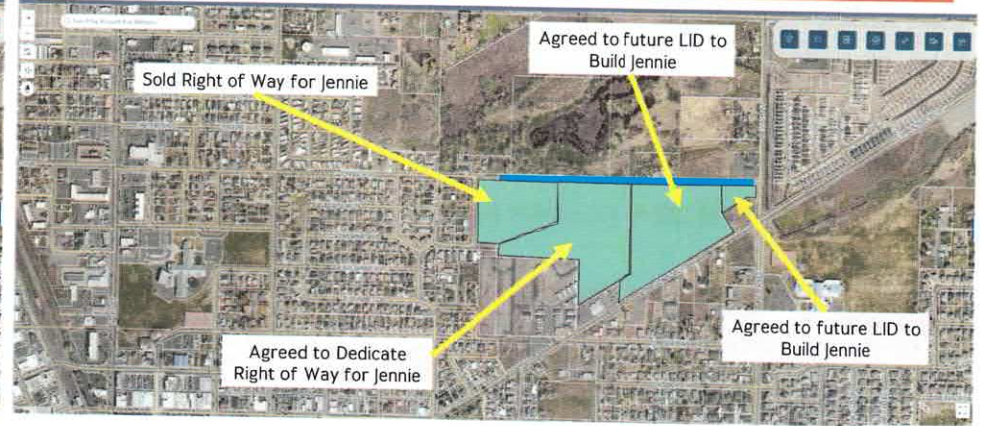 Sold Right of Way for Jennie
Agreed to future LID to
Build Jennie
Agreed to Dedicate
Right of Way for Jennie
Agreed to future LID to
Build Jennie